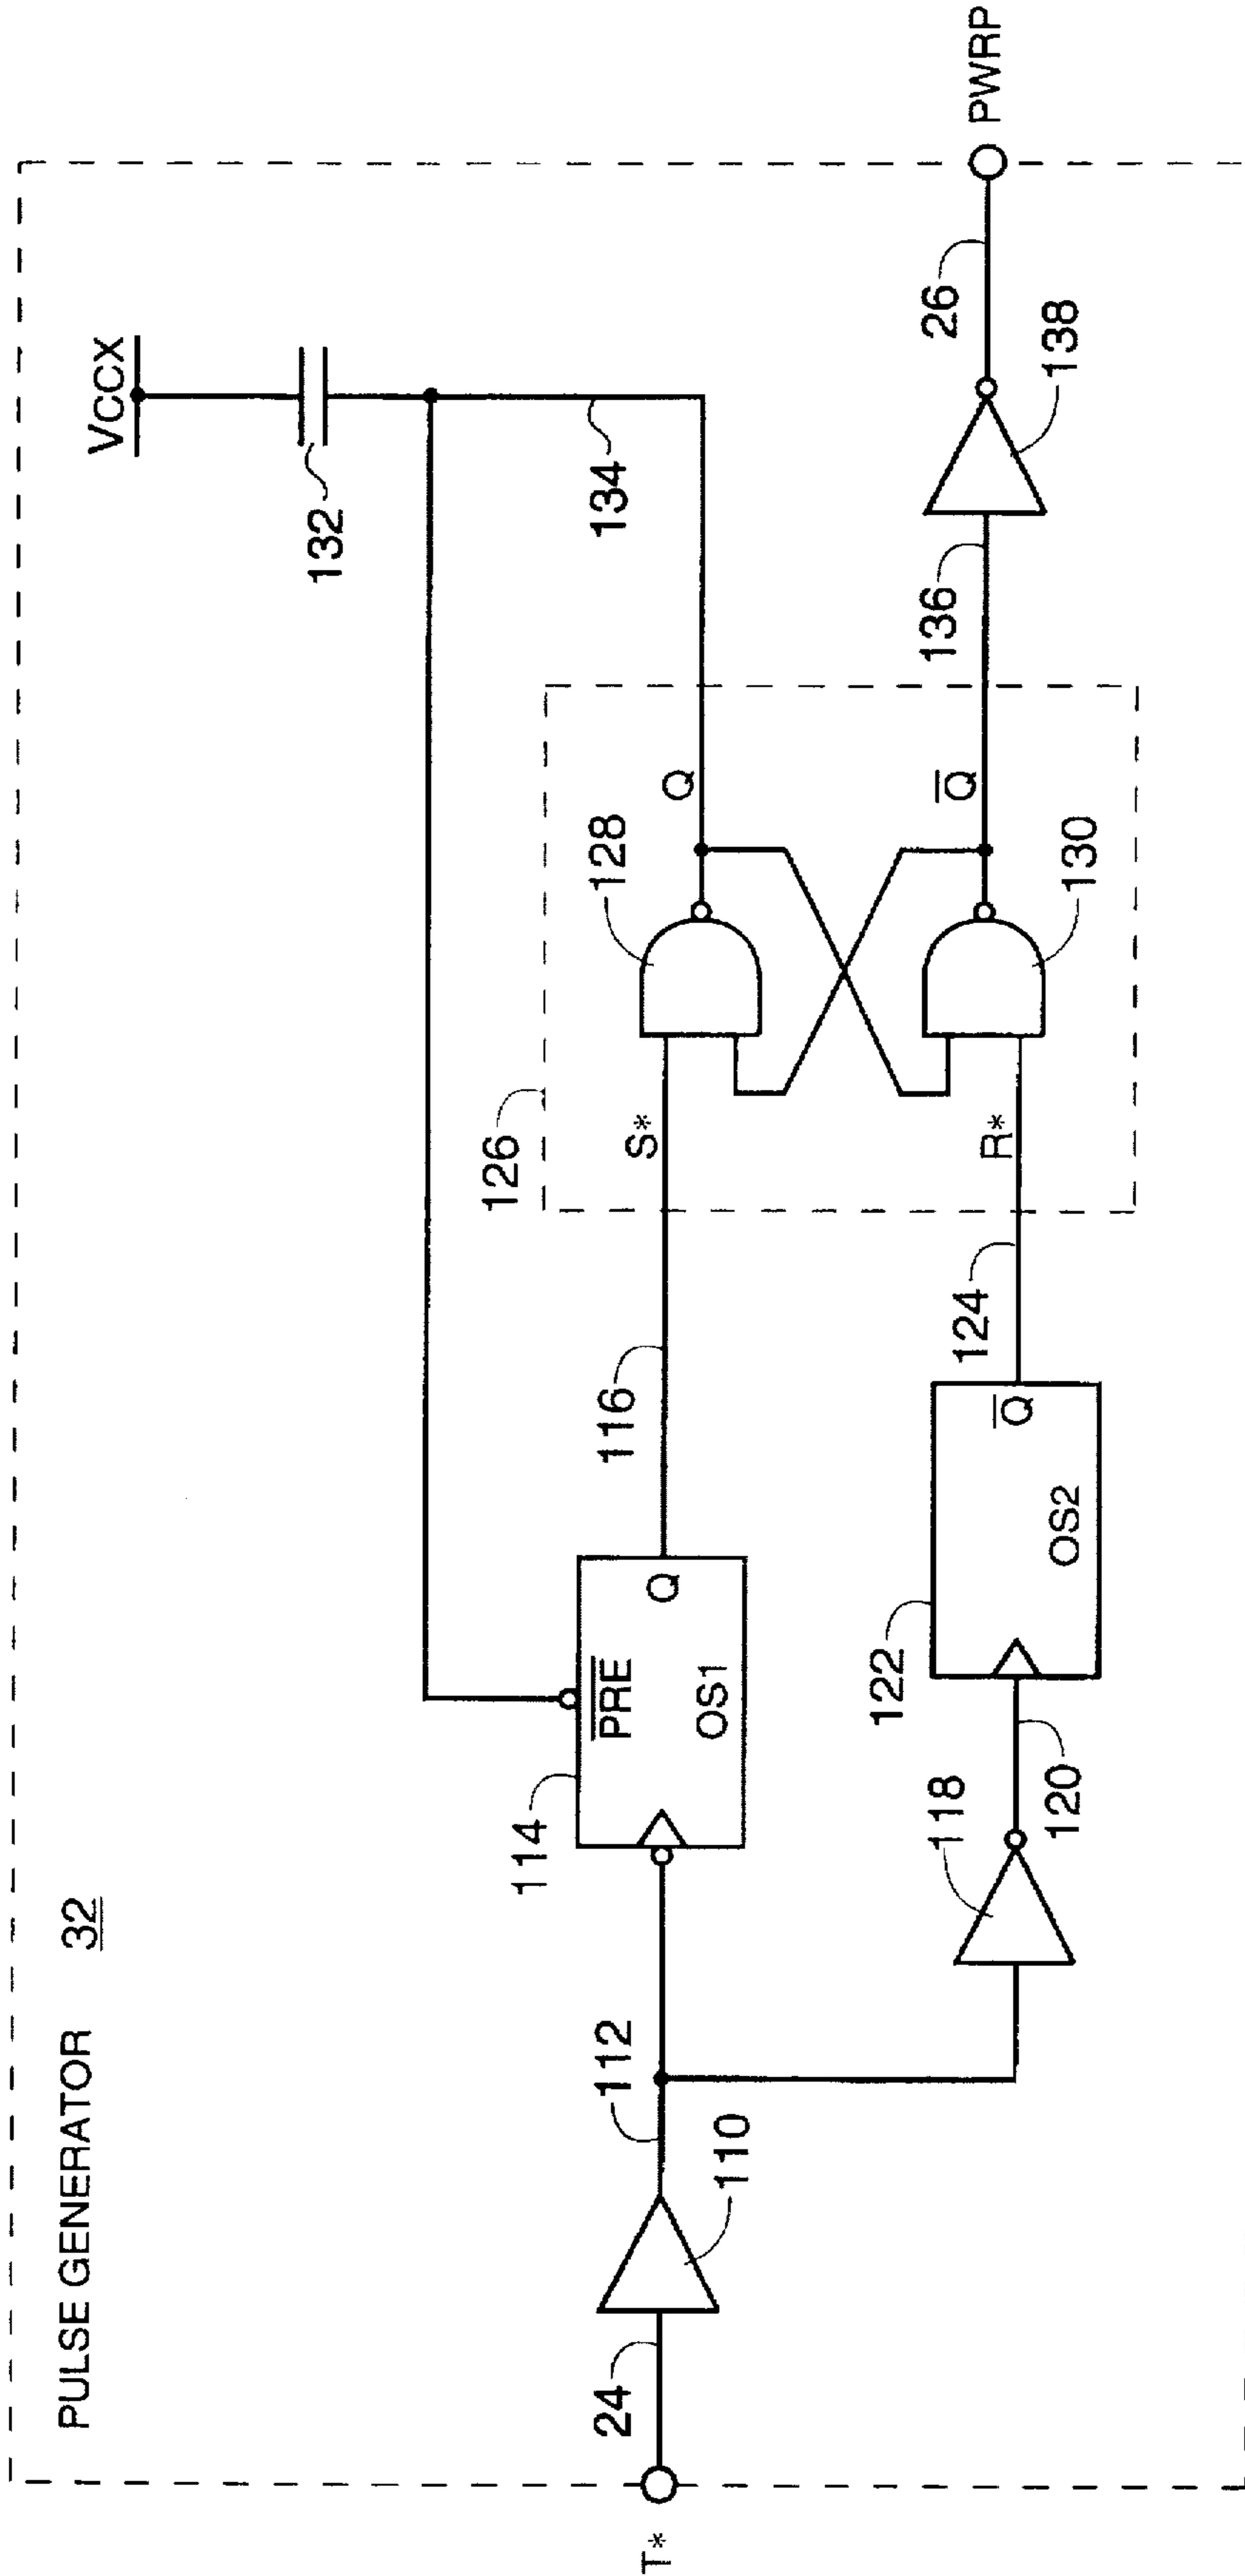 PULSE GENERATOR 32
VCCX
132
134
T*
24
110
112
114
PRE
OS1
Q
116
126
S*
128
Q
118
120
122
OS2
Q
124
R*
130
Q
136
138
26
PWRP